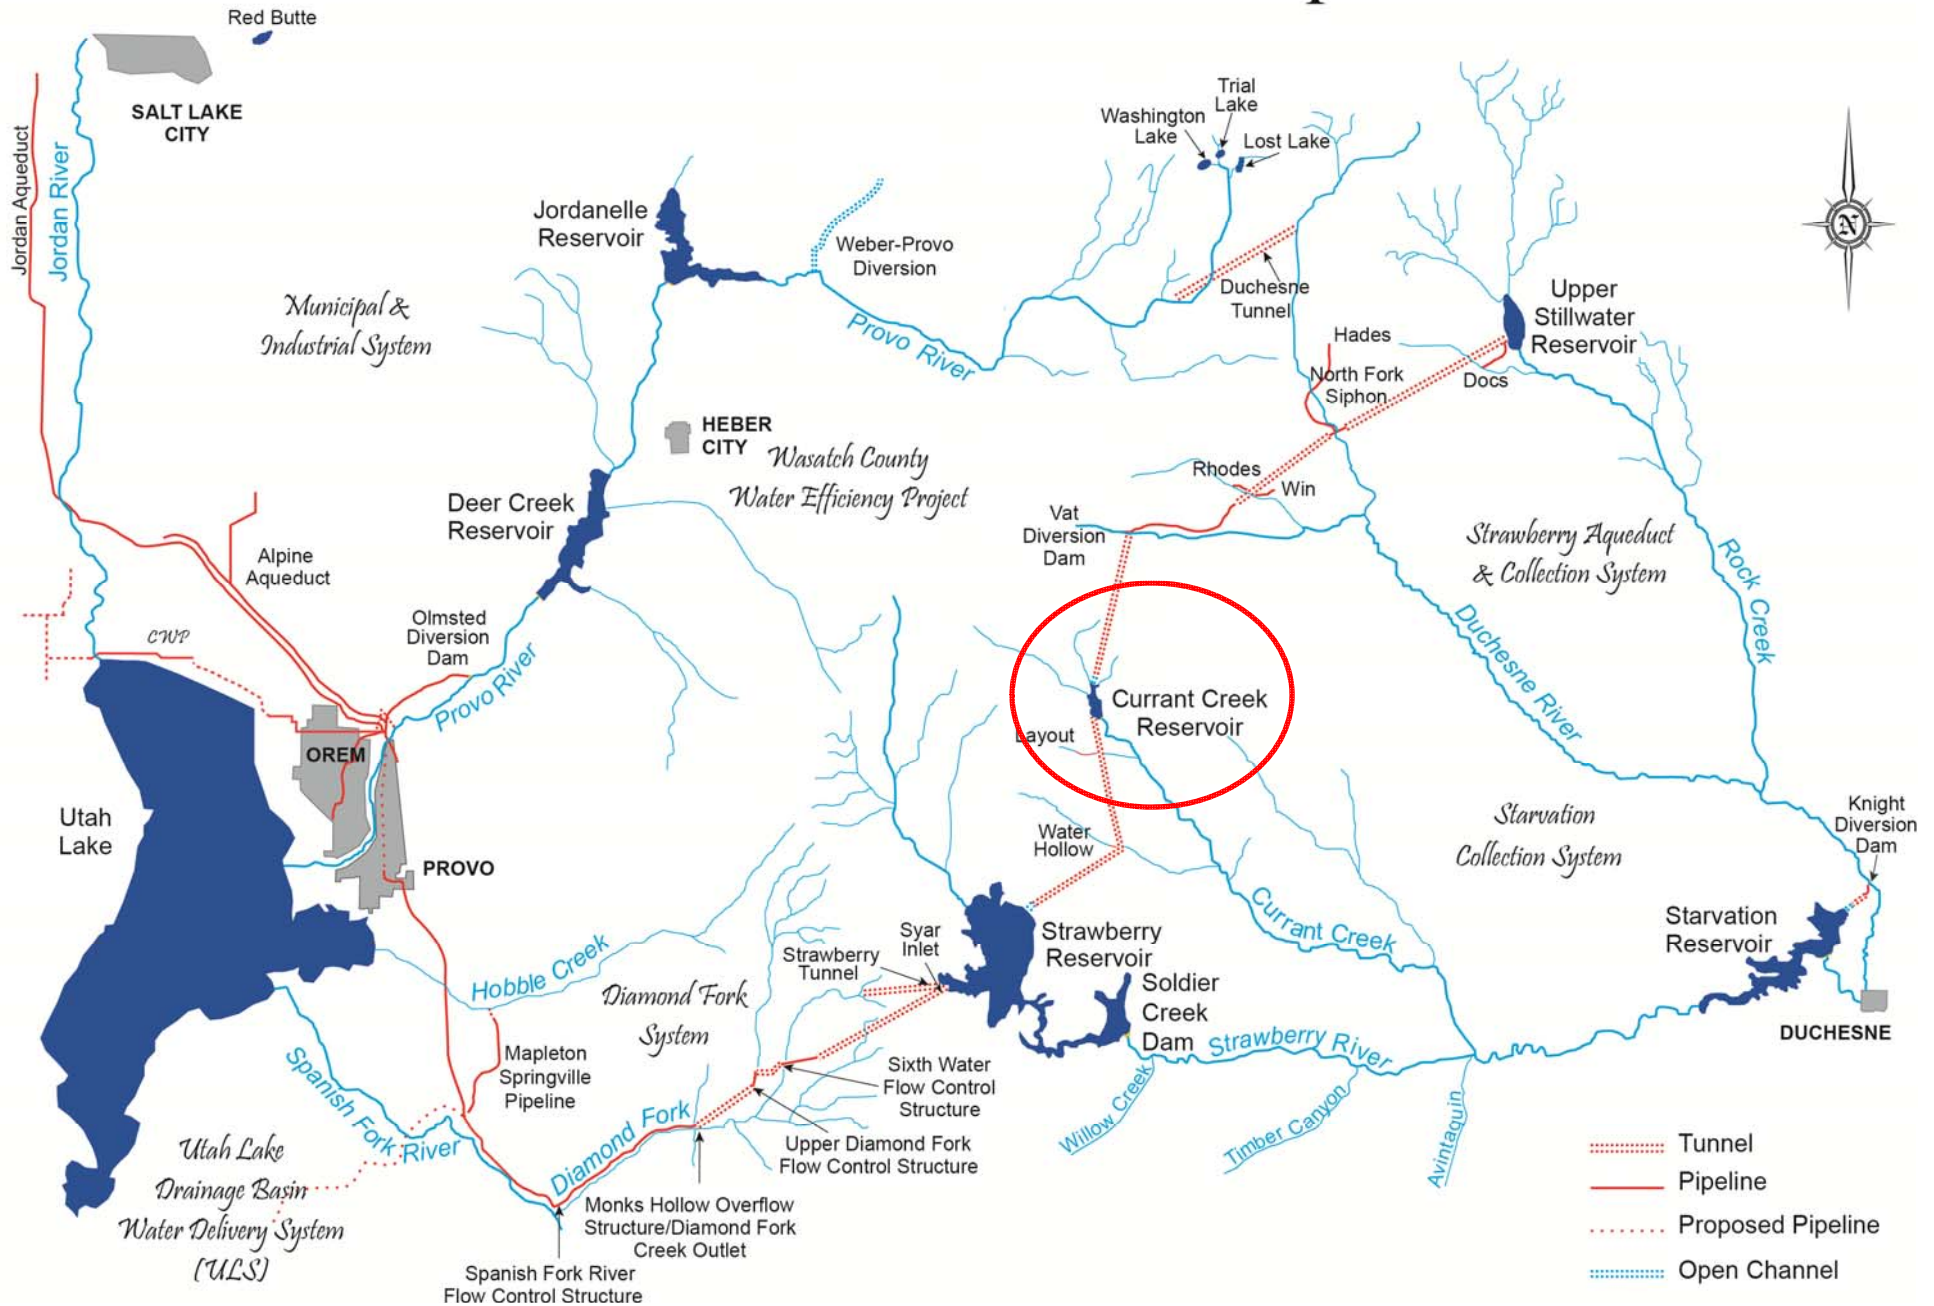 Red Butte
SALT LAKE
CITY
Jordan Aqueduct
Jordan River
Trial
Lake
Washington
Lake
Lost Lake
Jordanelle
Reservoir
Weber-Provo
Diversion
N
Duchesne
Tunnel
Upper
Stillwater
Reservoir
Municipal &
Industrial System
Provo River
Hades
North Fork
Siphon
Docs
HEBER
CITY
Wasatch County
Water Efficiency Project
Rhodes
Win
Deer Creek
Reservoir
Vat
Diversion
Dam
Strawberry Aqueduct
& Collection System
Rock Creek
Alpine
Aqueduct
Olmsted
Diversion
Dam
CWP
Provo River
Duchesne River
Currant Creek
Reservoir
Layout
OREM
Utah
Lake
PROVO
Water
Hollow
Starvation
Collection System
Knight
Diversion
Dam
Currant Creek
Starvation
Reservoir
Syar
Inlet
Strawberry
Tunnel
Strawberry
Reservoir
Soldier
Creek
Dam
Hobble Creek
Diamond Fork
System
Strawberry River
DUCHESNE
Spanish Fork River
Mapleton
Springville
Pipeline
Sixth Water
Flow Control
Structure
Willow Creek
Timber Canyon
Avintaquin
Diamond Fork
Upper Diamond Fork
Flow Control Structure
Utah Lake
Drainage Basin
Water Delivery System
(ULS)
Monks Hollow Overflow
Structure/Diamond Fork
Creek Outlet
Spanish Fork River
Flow Control Structure
Tunnel
Pipeline
Proposed Pipeline
Open Channel